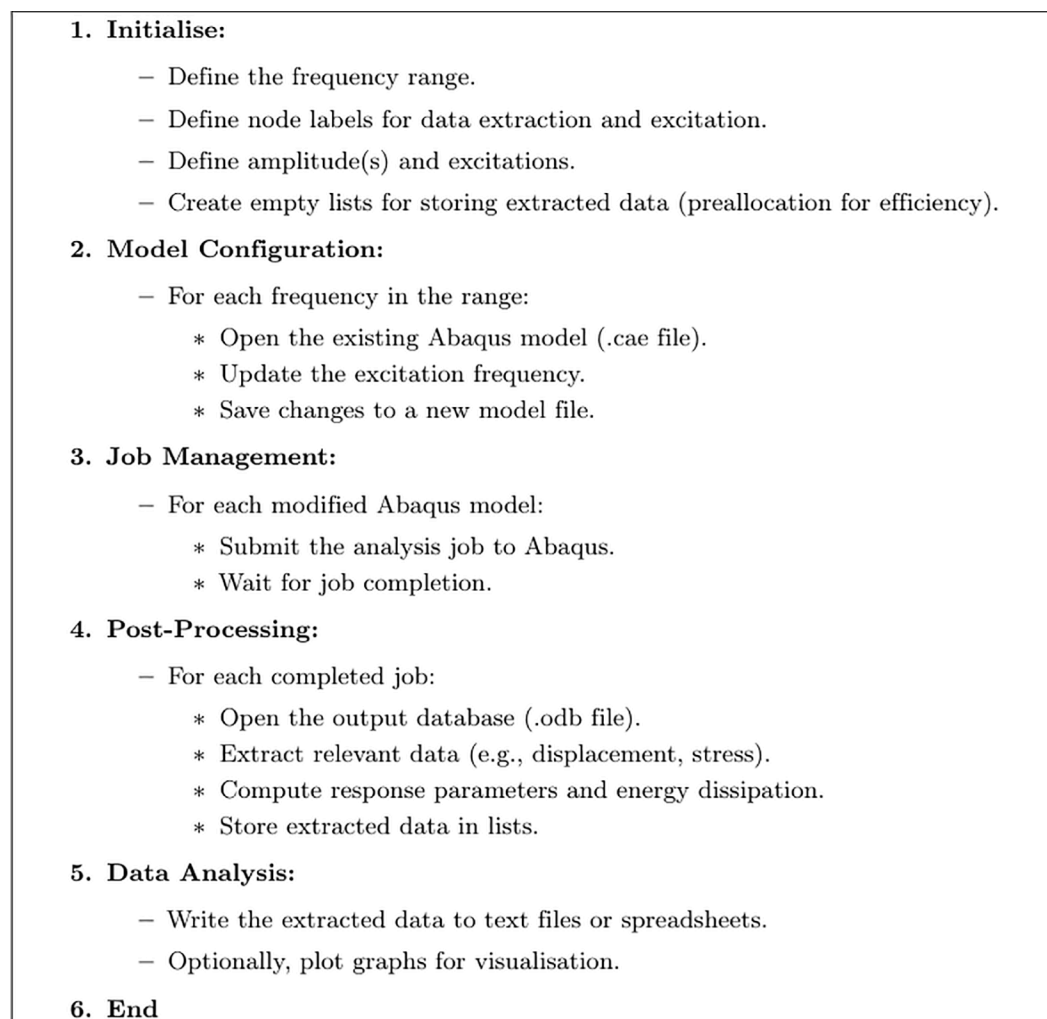 1. Initialise:
– Define the frequency range.
– Define node labels for data extraction and excitation.
– Define amplitude(s) and excitations.
– Create empty lists for storing extracted data (preallocation for efficiency).
2. Model Configuration:
– For each frequency in the range:
* Open the existing Abaqus model (.cae file).
* Update the excitation frequency.
* Save changes to a new model file.
3. Job Management:
– For each modified Abaqus model:
* Submit the analysis job to Abaqus.
* Wait for job completion.
4. Post-Processing:
– For each completed job:
* Open the output database (.odb file).
* Extract relevant data (e.g., displacement, stress).
* Compute response parameters and energy dissipation.
* Store extracted data in lists.
5. Data Analysis:
– Write the extracted data to text files or spreadsheets.
– Optionally, plot graphs for visualisation.
6. End